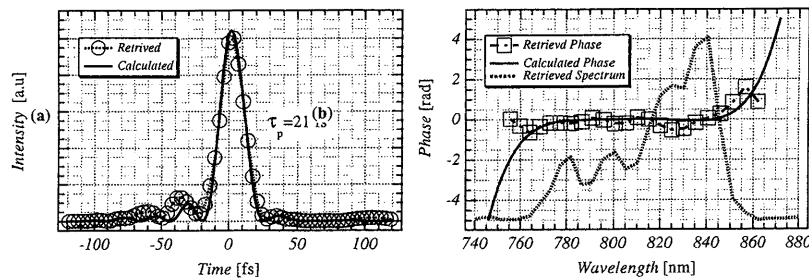 Retrived
Calculated
τp=21 fs
(a)
Intensity [a.u]
-100 -50 0 50 100
Time [fs]
(b)
Retrievd Phase
Calculated Phase
Retrieved Spectrum
Phase [rad]
4
2
0
-2
-4
740 760 780 800 820 840 860 880
Wavelength [nm]